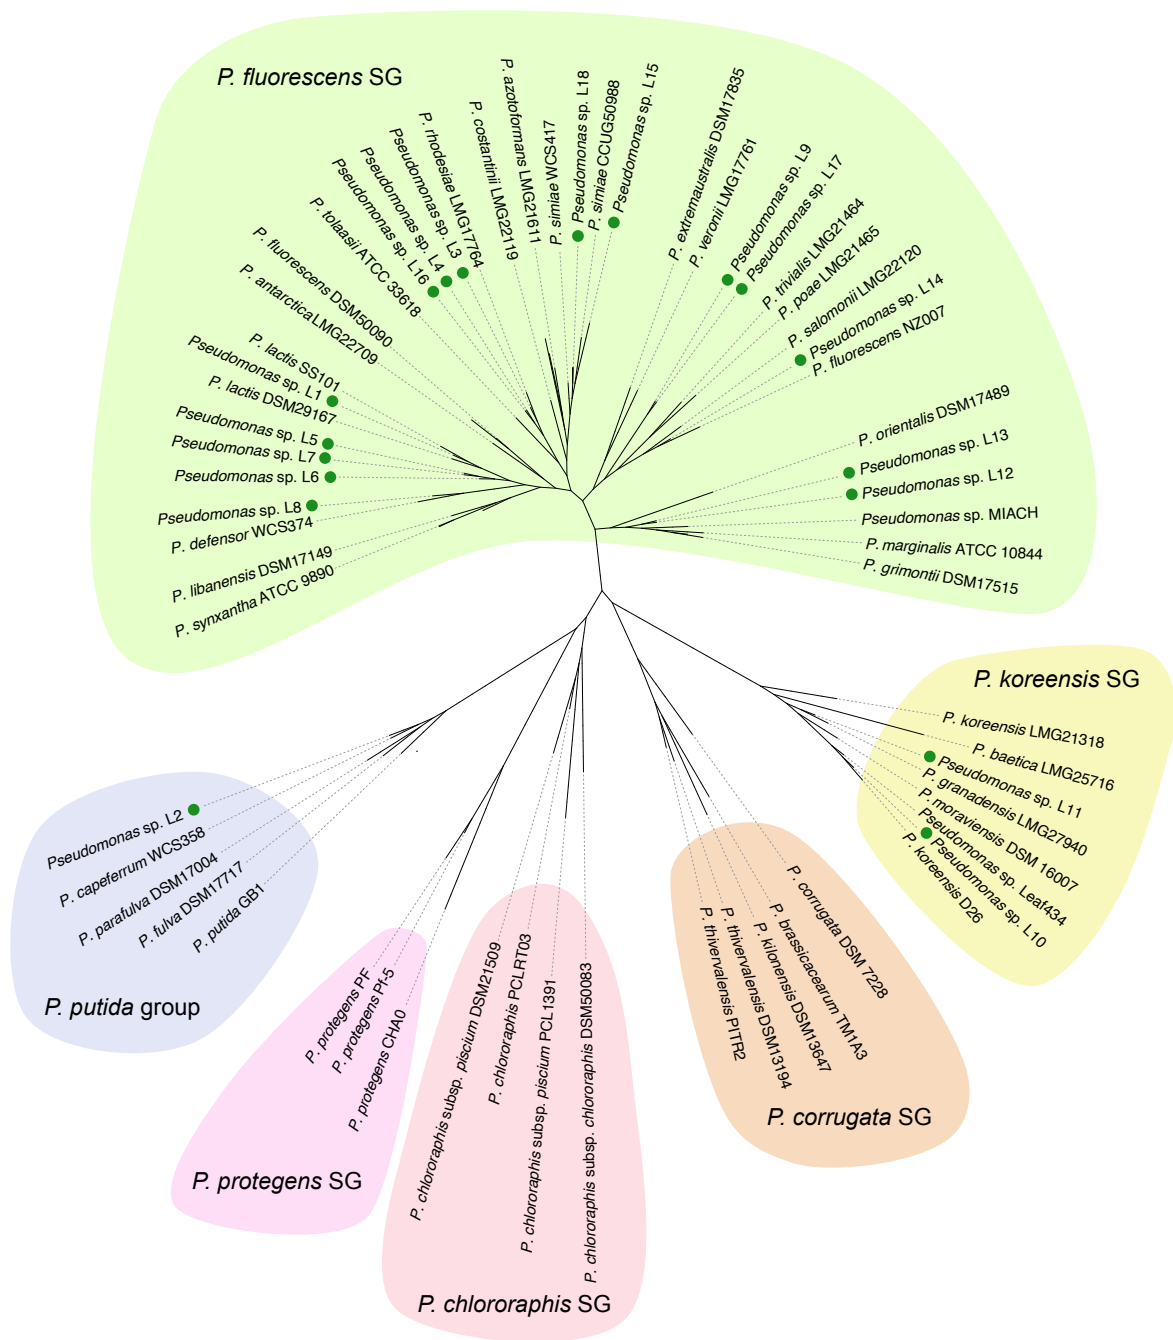 P. fluorescens SG
P. synxantha ATCC 9890
P. libanensis DSM17149
P. defensor WCS374
Pseudomonas sp. L8
Pseudomonas sp. L6
Pseudomonas sp. L7
Pseudomonas sp. L5
P. lactis DSM29167
Pseudomonas sp. L1
P. lactis SS101
P. antarctica LMG22709
P. fluorescens DSM50090
P. tolaasii ATCC 33618
Pseudomonas sp. L16
Pseudomonas sp. L4
Pseudomonas sp. L3
P. rhodesiae LMG17764
P. costantinii LMG22119
P. azotoformans LMG21611
P. simiae WCS417
Pseudomonas sp. L18
P. simiae CCUG50988
Pseudomonas sp. L15
P. extremaustralis DSM17835
P. veronii LMG17761
Pseudomonas sp. L9
Pseudomonas sp. L17
P. trivialis LMG21464
P. poae LMG21465
P. salomonii LMG22120
Pseudomonas sp. L14
P. fluorescens NZ007
P. orientalis DSM17489
Pseudomonas sp. L13
Pseudomonas sp. L12
Pseudomonas sp. MIACH
P. marginalis ATCC 10844
P. grimontii DSM17515
P. koreensis SG
P. koreensis LMG21318
P. baetica LMG25716
Pseudomonas sp. L11
P. granadensis LMG27940
P. moraviensis DSM 16007
Pseudomonas sp. Leaf434
Pseudomonas sp. L10
P. koreensis D26
P. corrugata DSM 7228
P. brassicacearum TM1A3
P. kilonensis DSM13647
P. thivervalensis DSM13194
P. thivervalensis PITR2
P. corrugata SG
P. chlororaphis subsp. chlororaphis DSM50083
P. chlororaphis subsp. piscium PCL1391
P. chlororaphis PCLRT03
P. chlororaphis subsp. piscium DSM21509
P. chlororaphis SG
P. protegens CHA0
P. protegens Pf-5
P. protegens PF
P. protegens SG
P. putida GB1
P. fulva DSM17717
P. parafulva DSM17004
P. capeferrum WCS358
Pseudomonas sp. L2
P. putida group